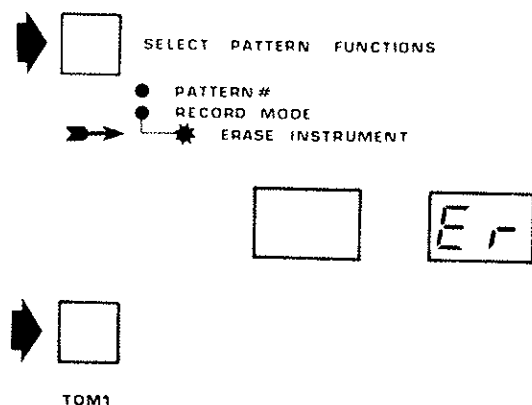 SELECT PATTERN FUNCTIONS
PATTERN#
RECORD MODE
ERASE INSTRUMENT
Er
TOM1